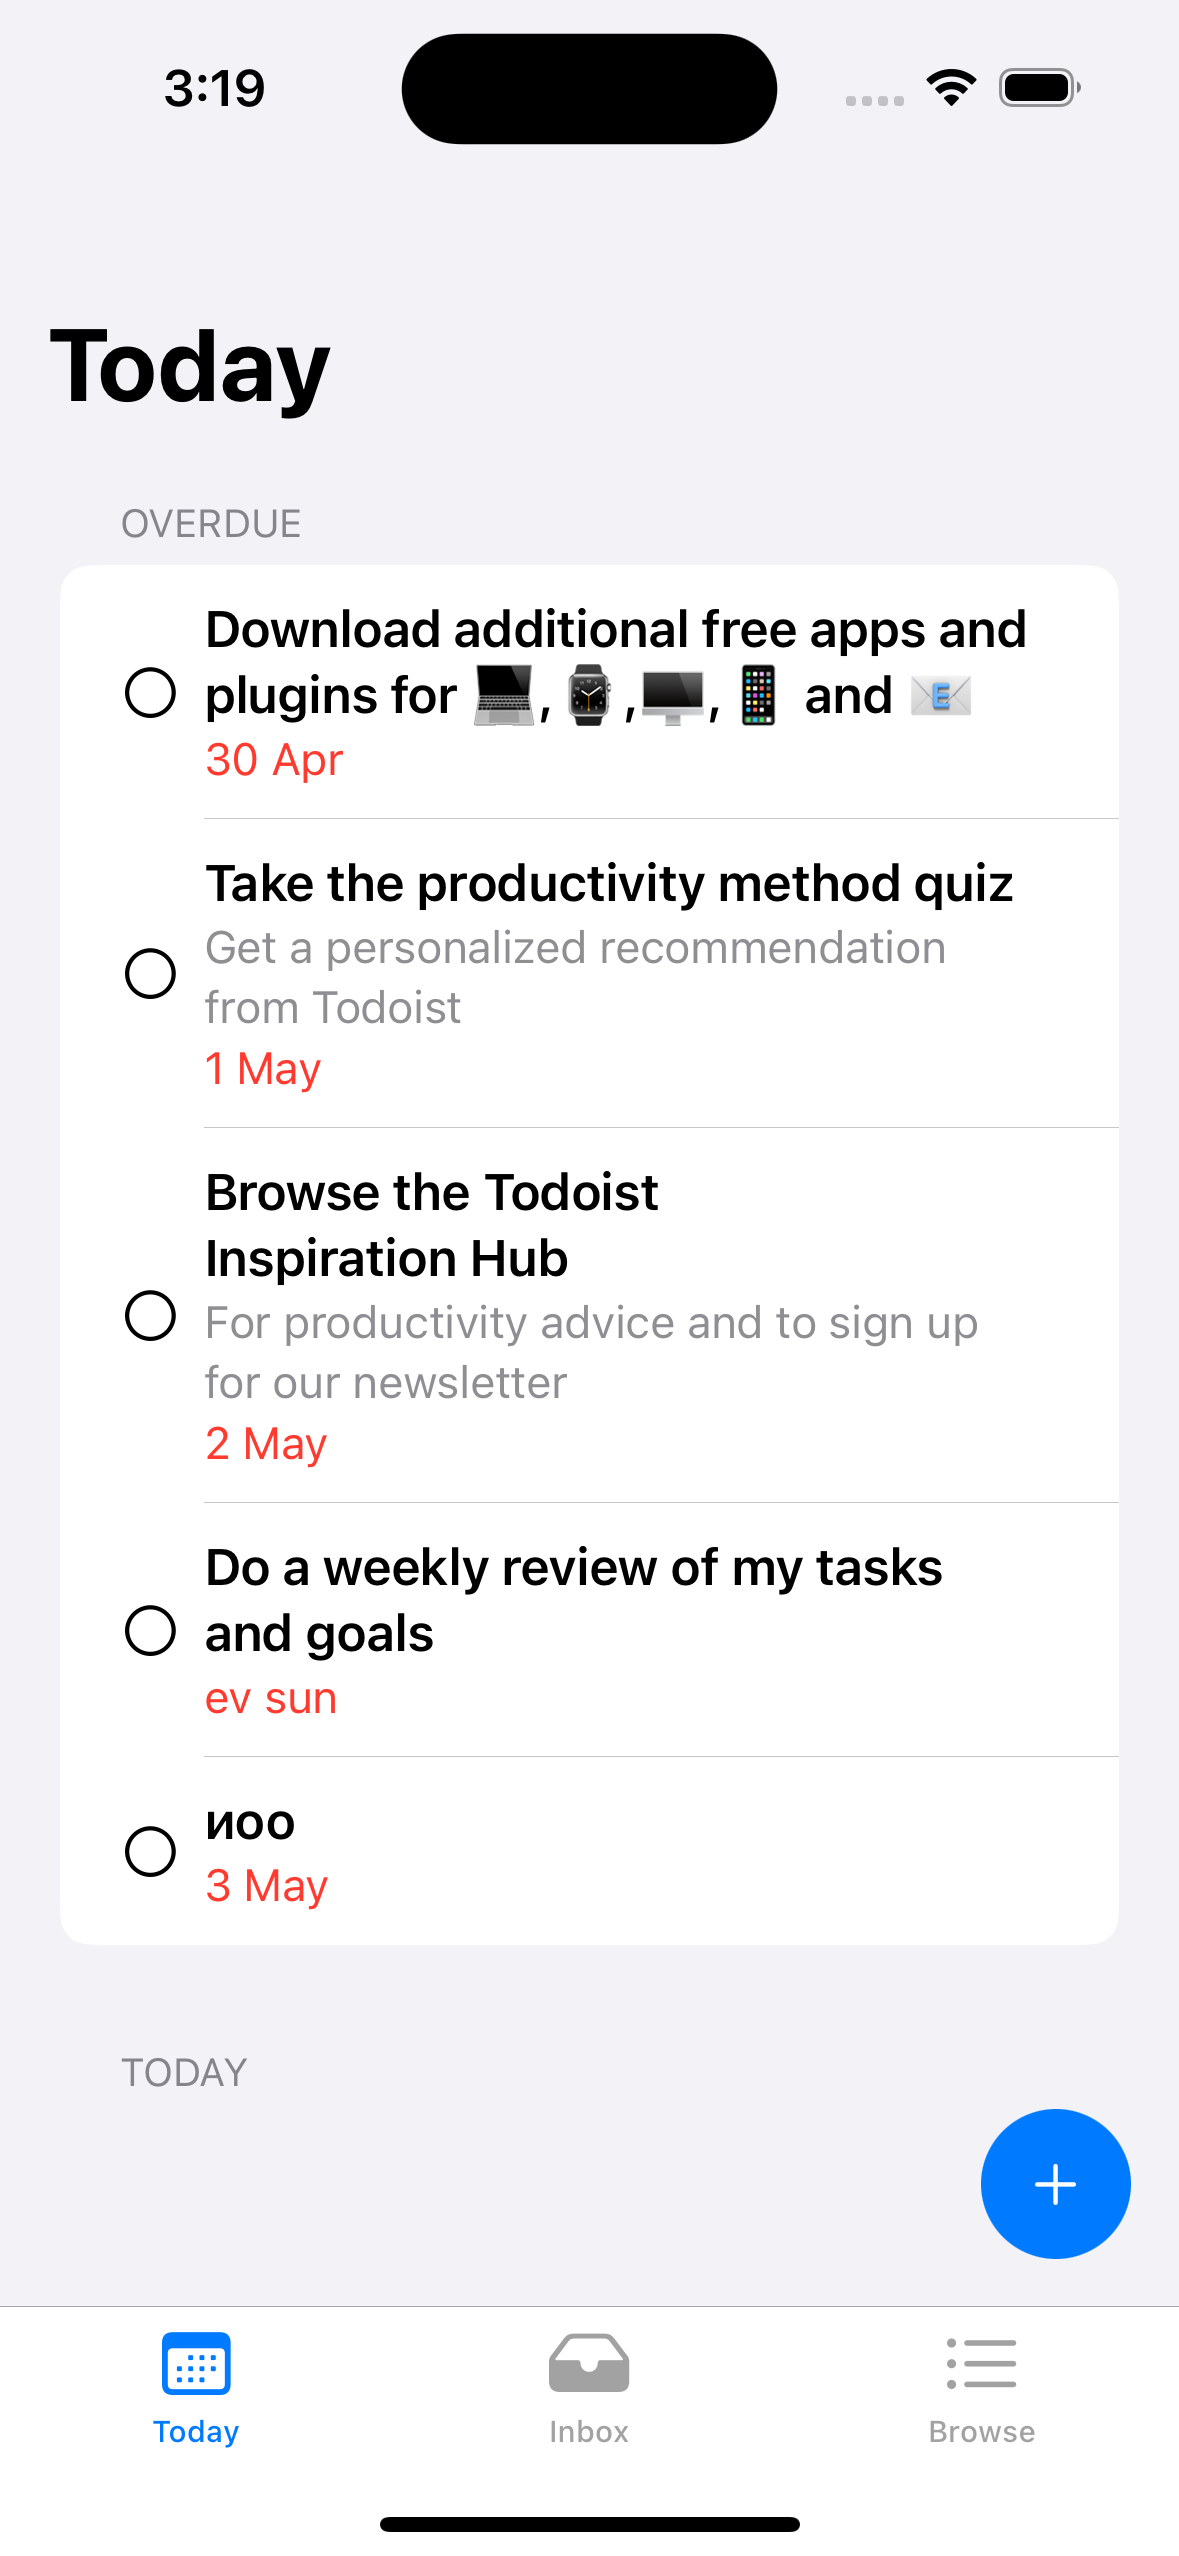 3:19
Today
OVERDUE
Download additional free apps and
plugins for 💻, ⌚️, 🖥, 📱 and 📧
30 Apr
Take the productivity method quiz
Get a personalized recommendation
from Todoist
1 May
Browse the Todoist
Inspiration Hub
For productivity advice and to sign up
for our newsletter
2 May
Do a weekly review of my tasks
and goals
ev sun
иоо
3 May
TODAY
Today
Inbox
Browse